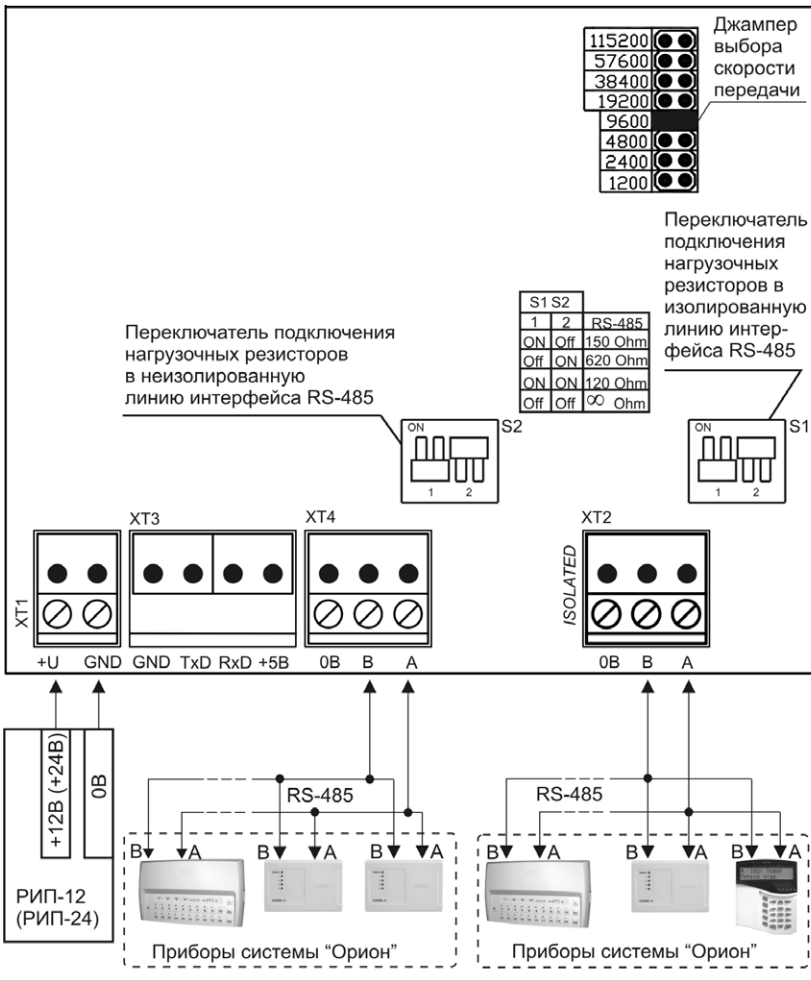 Джампер
выбора
скорости
передачи
115200
57600
38400
19200
9600
4800
2400
1200
Переключатель
подключения
нагрузочных
резисторов в
изолированную
линию интер-
фейса RS-485
S1 S2
1 2 RS-485
ON Off 150 Ohm
Off ON 620 Ohm
ON ON 120 Ohm
Off Off ∞ Ohm
Переключатель подключения
нагрузочных резисторов
в неизолированную
линию интерфейса RS-485
ON S2
1 2
ON S1
1 2
XT1
XT3
XT4
XT2
ISOLATED
+U GND GND TxD RxD +5В 0В B A 0В B A
+12В (+24В)
0В
РИП-12
(РИП-24)
RS-485
RS-485
B A B A B A
B A B A B A
Приборы системы “Орион”
Приборы системы “Орион”